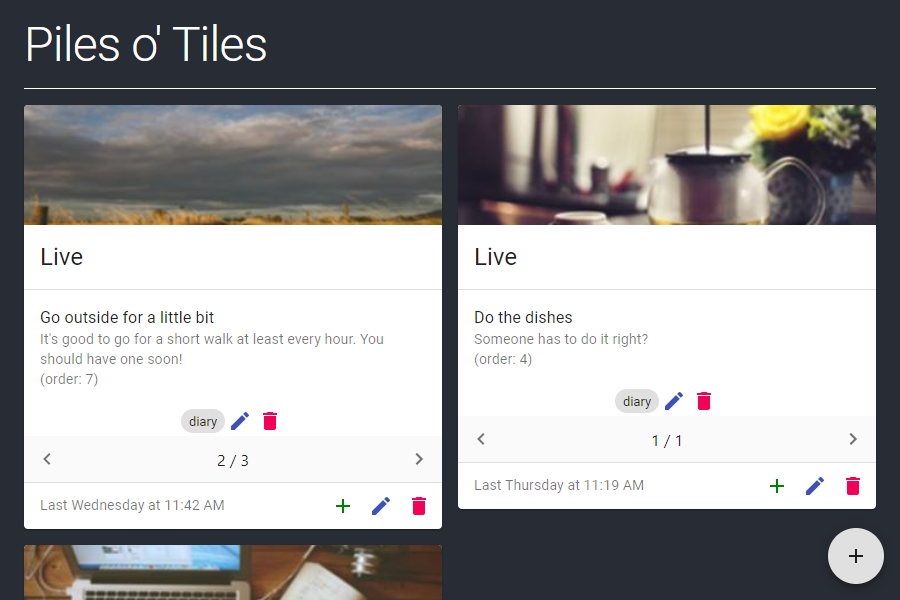 Piles o' Tiles
Live
Go outside for a little bit
It's good to go for a short walk at least every hour. You
should have one soon!
(order: 7)
diary
2 / 3
Last Wednesday at 11:42 AM
Live
Do the dishes
Someone has to do it right?
(order: 4)
diary
1 / 1
Last Thursday at 11:19 AM